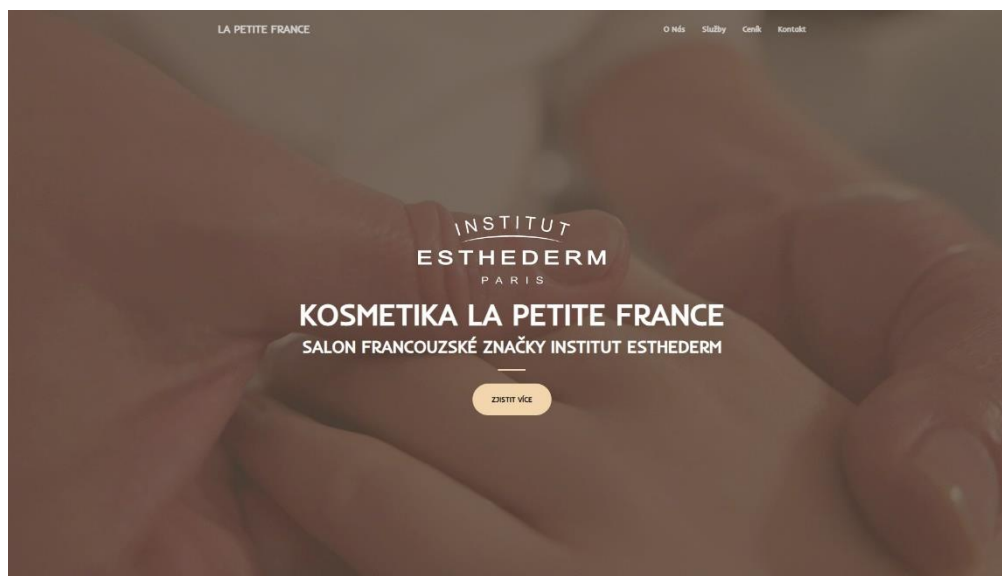 LA PETITE FRANCE
O Nás Služby Ceník Kontakt
INSTITUT
ESTHEDERM
PARIS
KOSMETIKA LA PETITE FRANCE
SALON FRANCOUZSKÉ ZNAČKY INSTITUT ESTHEDERM
ZJISTIT VÍCE